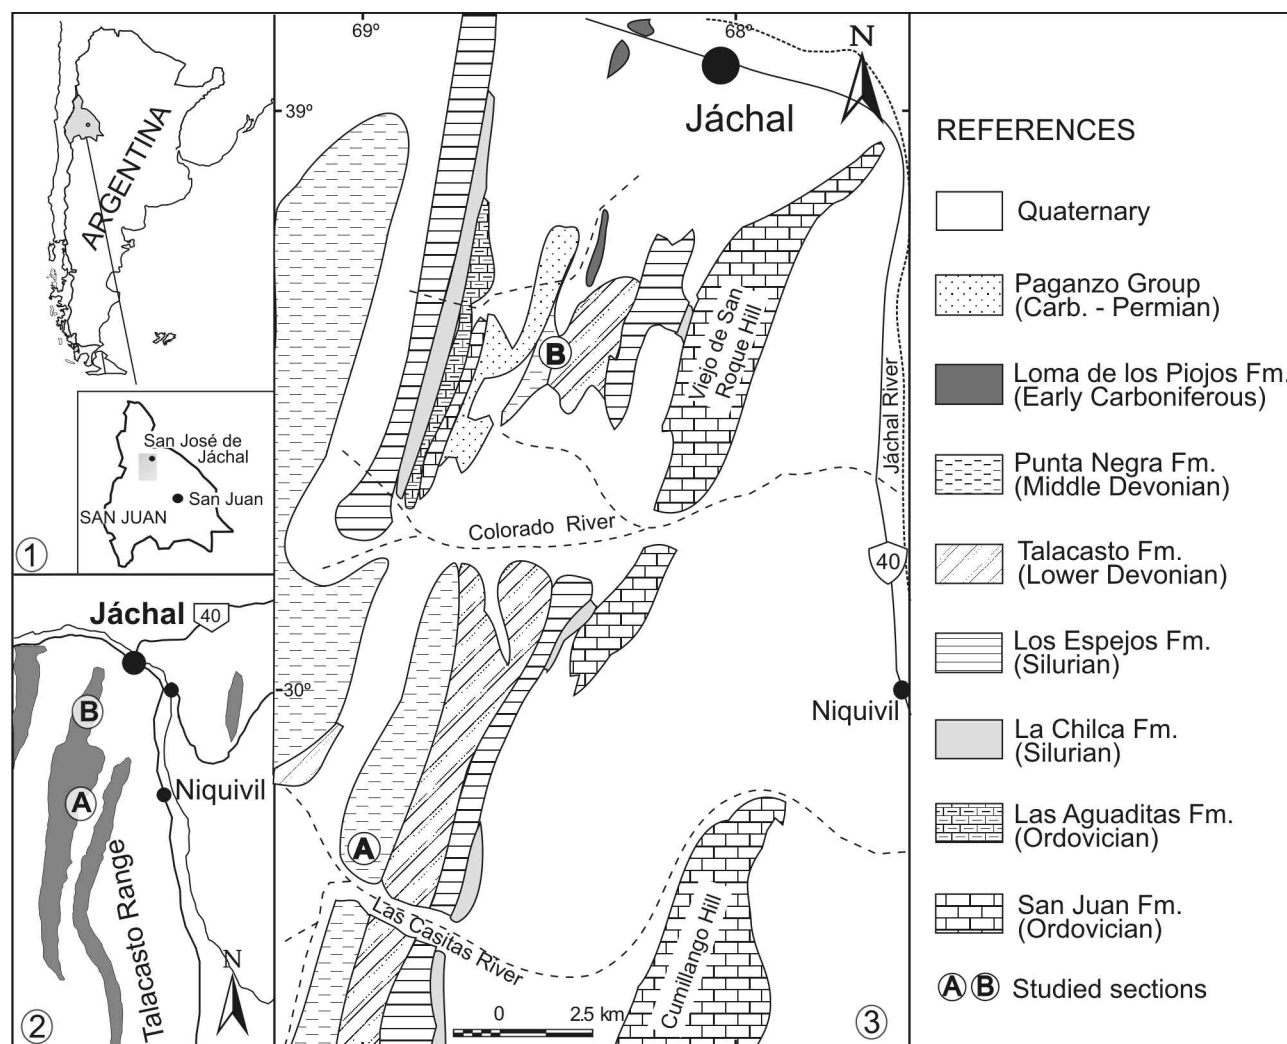 ARGENTINA
San José de
Jáchal
San Juan
SAN JUAN
1
Jáchal
40
B
A
Niquivil
Talacasto Range
N
2
69º
68º
N
Jáchal
39º
Viejo de San
Roque Hill
B
Jáchal River
Colorado River
40
30º
Niquivil
A
Las Casitas River
Cumillango Hill
0 2.5 km
3
REFERENCES
Quaternary
Paganzo Group
(Carb. - Permian)
Loma de los Piojos Fm.
(Early Carboniferous)
Punta Negra Fm.
(Middle Devonian)
Talacasto Fm.
(Lower Devonian)
Los Espejos Fm.
(Silurian)
La Chilca Fm.
(Silurian)
Las Aguaditas Fm.
(Ordovician)
San Juan Fm.
(Ordovician)
A B Studied sections